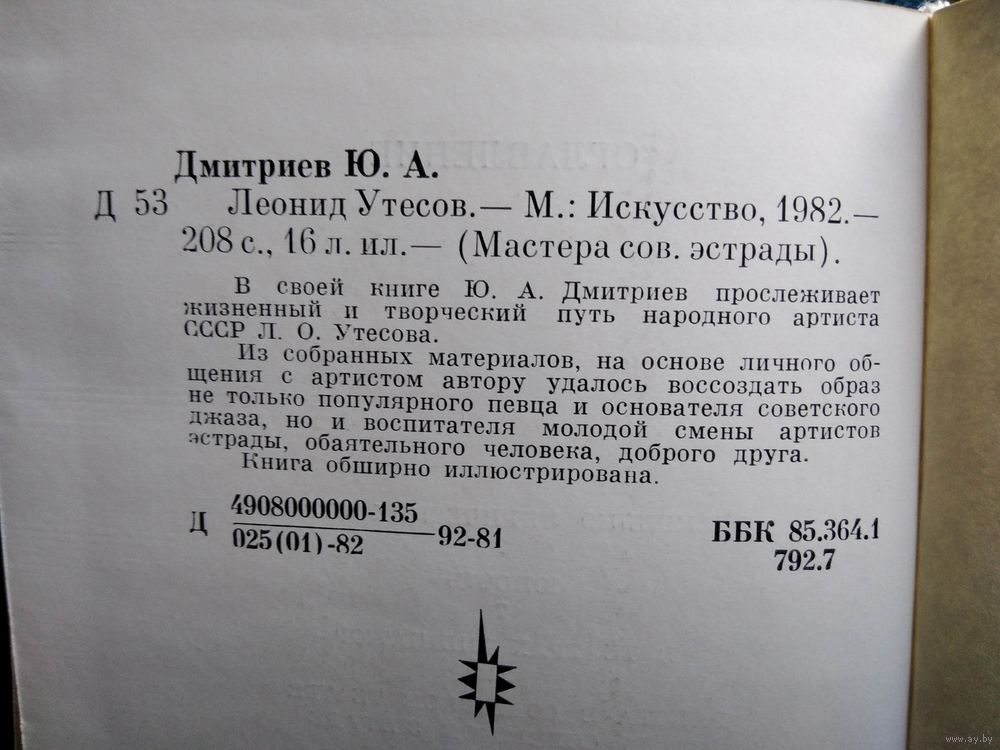 Дмитриев Ю. А.
Д 53 Леонид Утесов.— М.: Искусство, 1982.—
208 с., 16 л. ил.— (Мастера сов. эстрады).
В своей книге Ю. А. Дмитриев прослеживает
жизненный и творческий путь народного артиста
СССР Л. О. Утесова.
Из собранных материалов, на основе личного об-
щения с артистом автору удалось воссоздать образ
не только популярного певца и основателя советского
джаза, но и воспитателя молодой смены артистов
эстрады, обаятельного человека, доброго друга.
Книга обширно иллюстрирована.
Д 4908000000-135
025(01)-82 92-81
ББК 85.364.1
792.7
www.ay.by